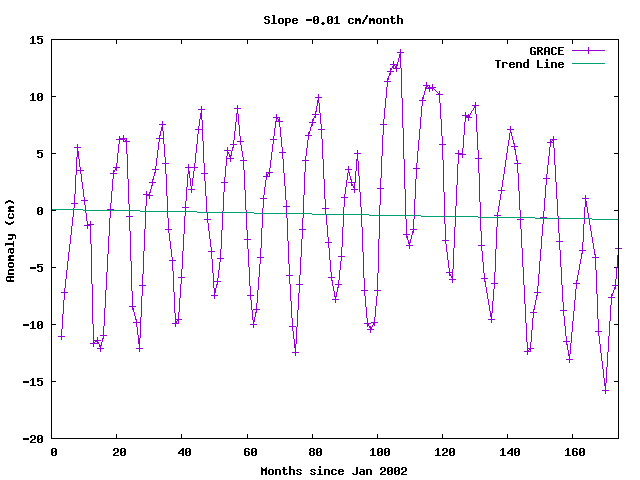 Slope -0.01 cm/month
GRACE
Trend Line
15
10
5
0
-5
-10
-15
-20
Anomaly (cm)
0 20 40 60 80 100 120 140 160
Months since Jan 2002